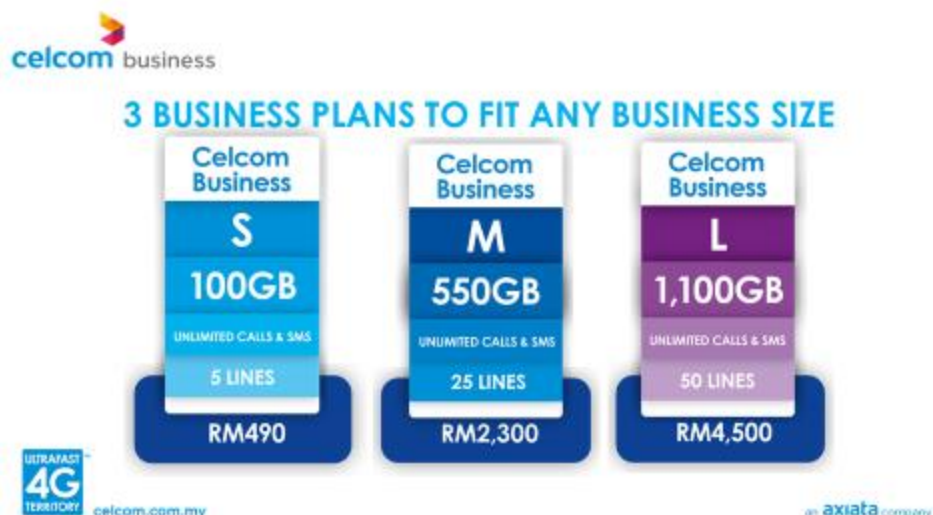 celcom business
3 BUSINESS PLANS TO FIT ANY BUSINESS SIZE
Celcom
Business
S
100GB
UNLIMITED CALLS & SMS
5 LINES
RM490
Celcom
Business
M
550GB
UNLIMITED CALLS & SMS
25 LINES
RM2,300
Celcom
Business
L
1,100GB
UNLIMITED CALLS & SMS
50 LINES
RM4,500
ULTRAFAST
4G
TERRITORY
celcom.com.my
an axiata company